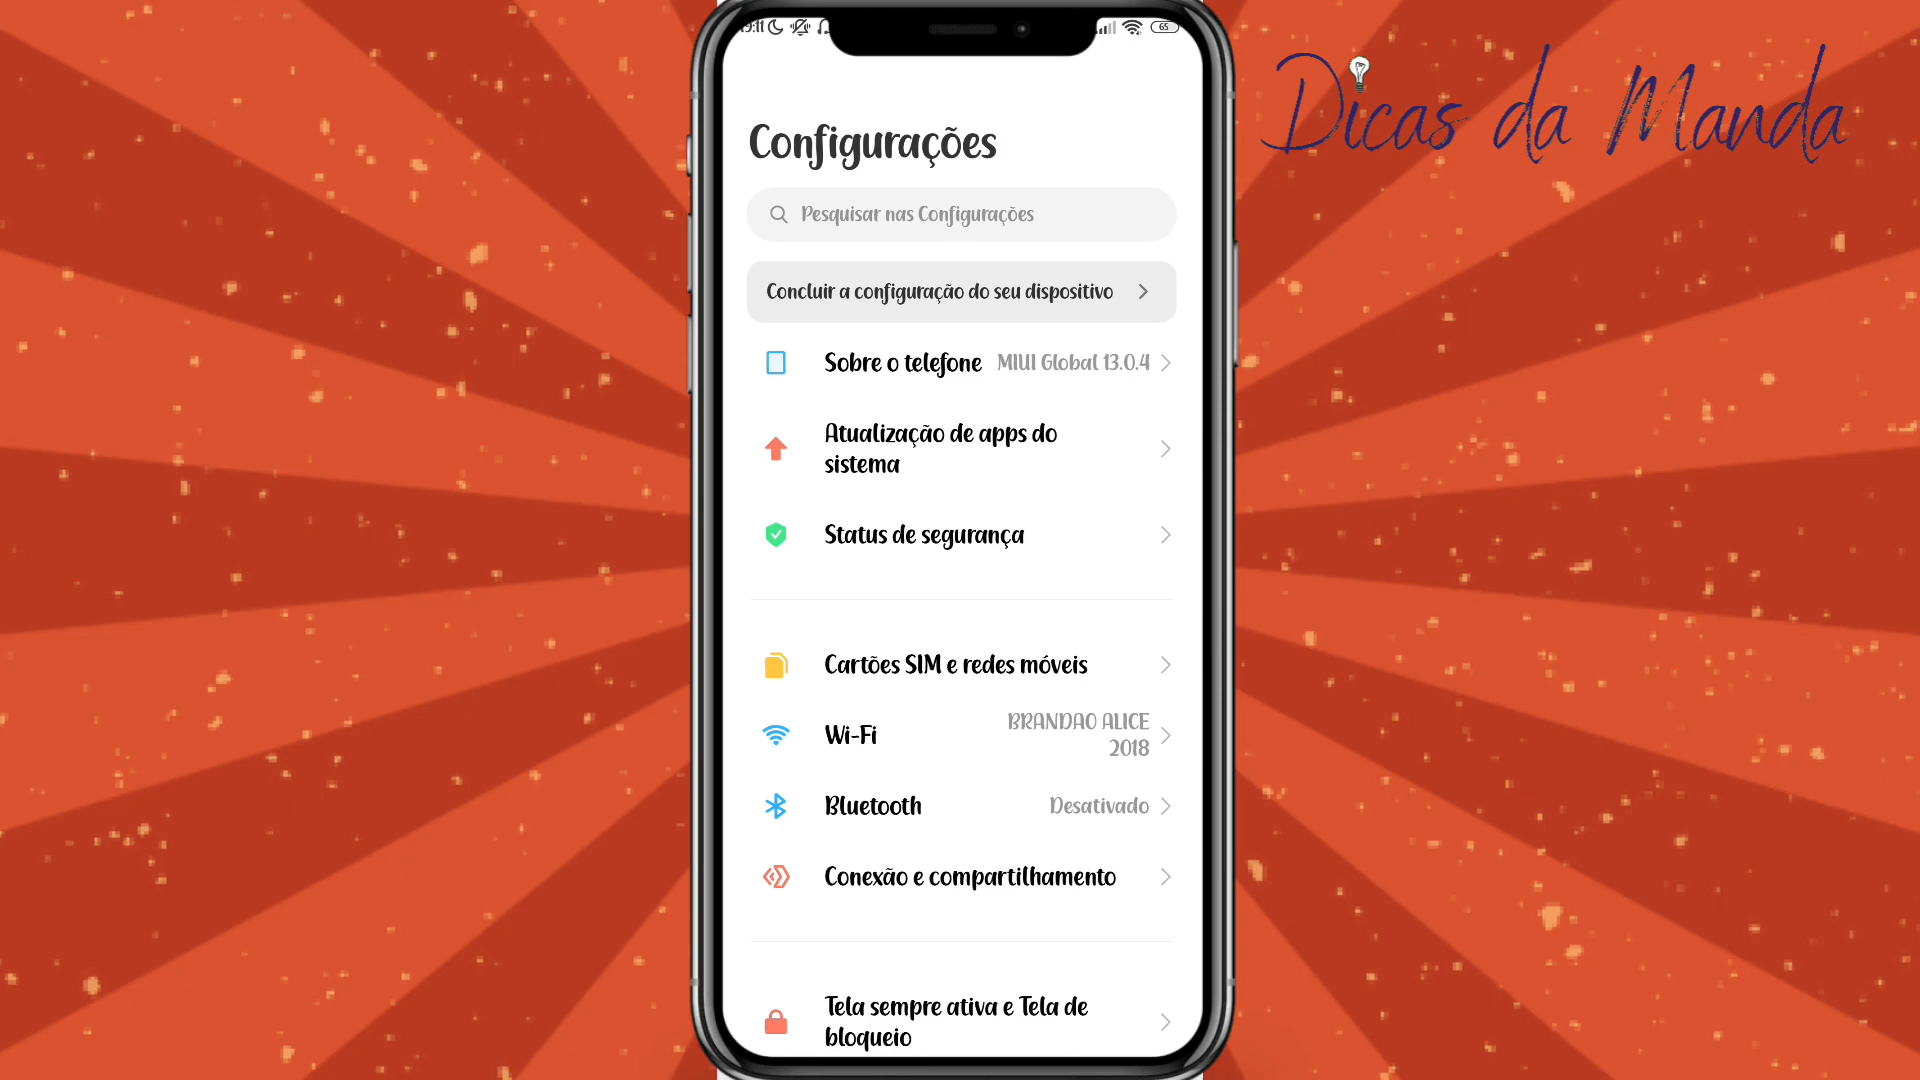 Dicas da Manda
Configurações
Pesquisar nas Configurações
Concluir a configuração do seu dispositivo
Sobre o telefone MIUI Global 13.0.4
Atualização de apps do
sistema
Status de segurança
Cartões SIM e redes móveis
Wi-Fi
BRANDAO ALICE
2018
Bluetooth Desativado
Conexão e compartilhamento
Tela sempre ativa e Tela de
bloqueio
65